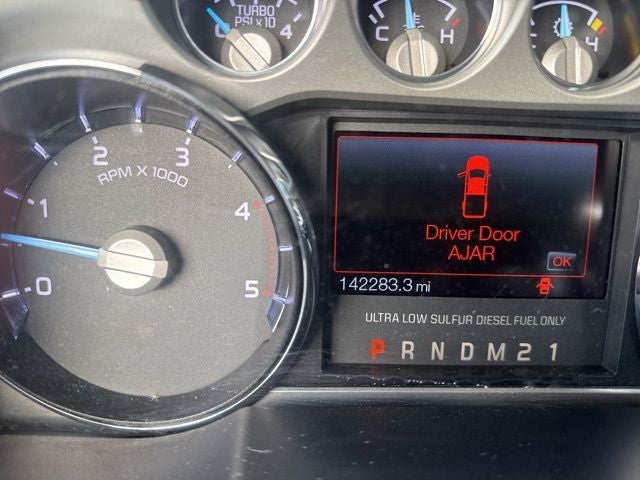 TURBO
PSI x 10
0 4
C H
4
0 1 2 3 4 5
RPM X 1000
Driver Door
AJAR
OK
142283.3 mi
ULTRA LOW SULFUR DIESEL FUEL ONLY
P R N D M 2 1